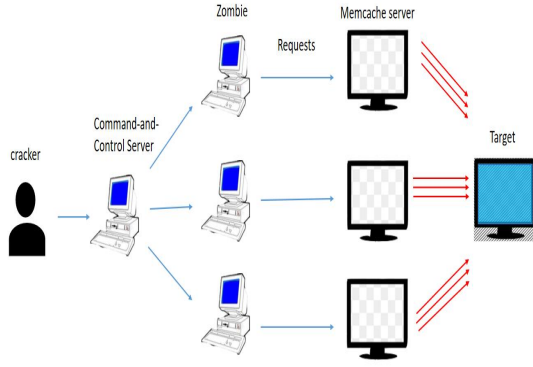 Zombie
Memcache server
Requests
Command-and-
Control Server
Target
cracker